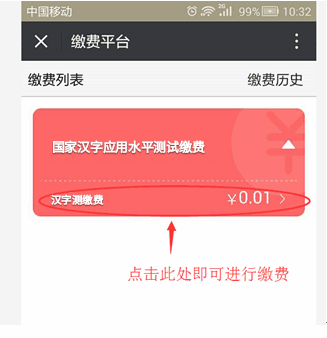 中国移动 99% 10:32
缴费平台
缴费列表 缴费历史
国家汉字应用水平测试缴费
汉字测缴费 ￥0.01
点击此处即可进行缴费